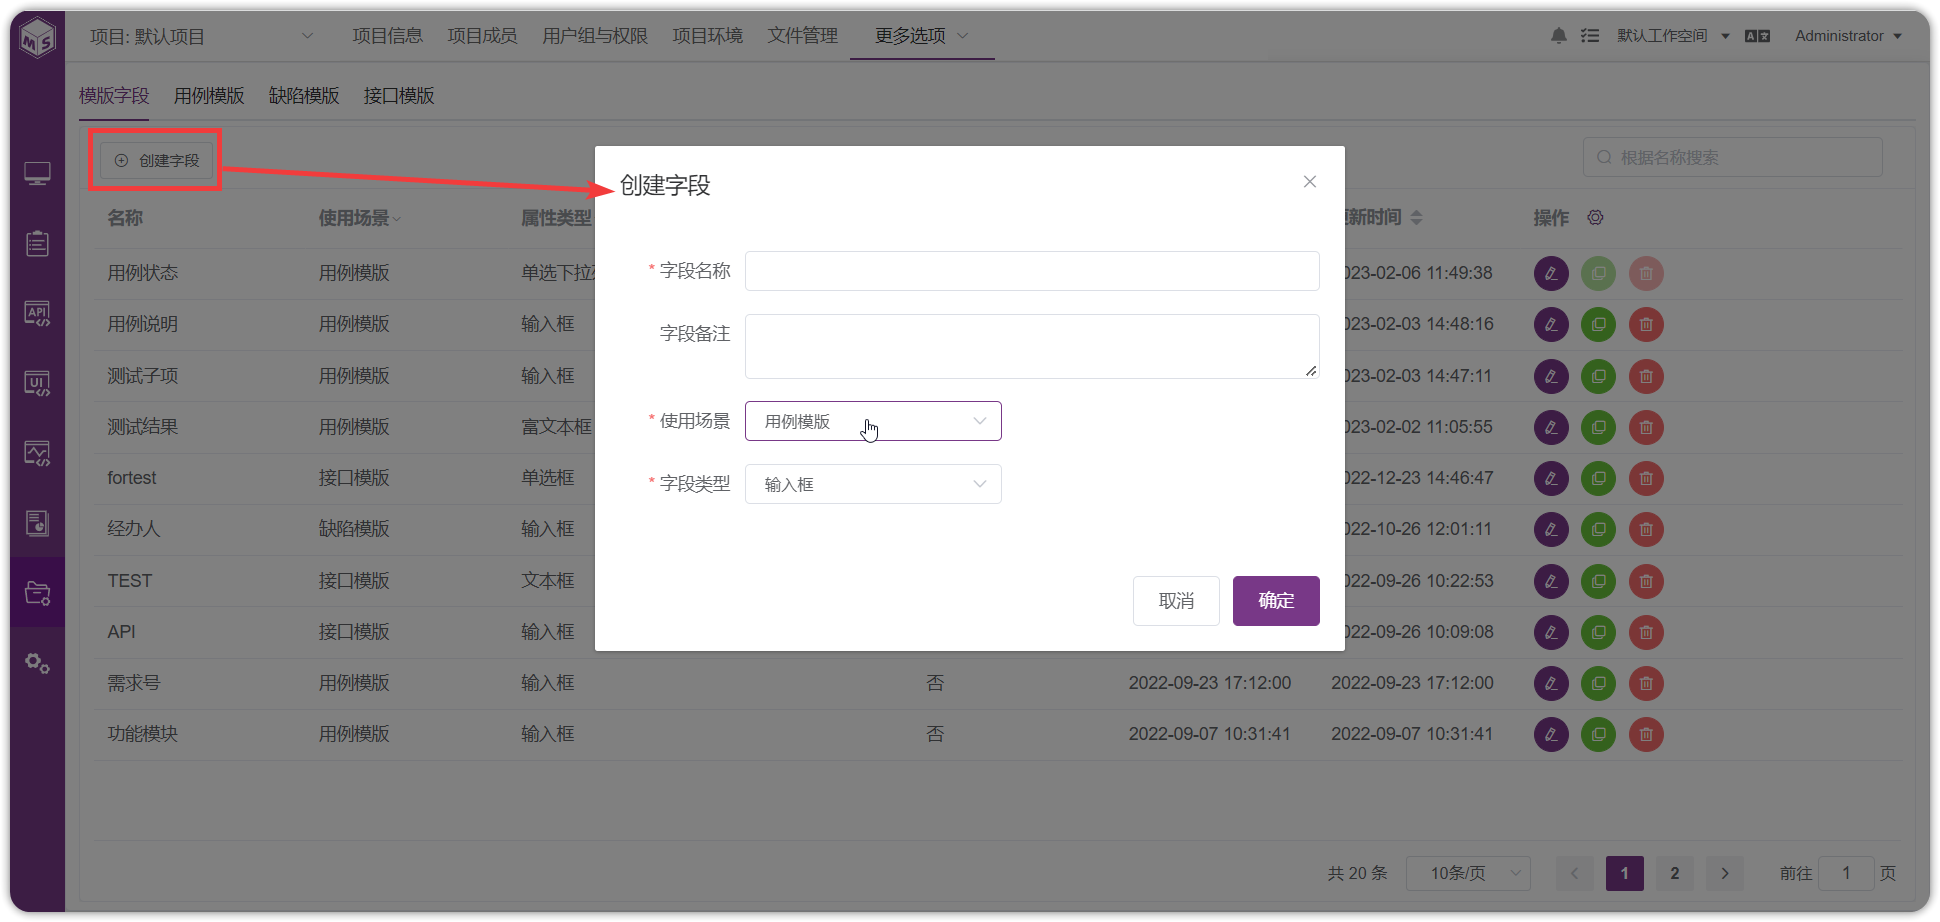 MS
项目: 默认项目
项目信息 项目成员 用户组与权限 项目环境 文件管理 更多选项
默认工作空间 Administrator
模版字段 用例模版 缺陷模版 接口模版
创建字段
根据名称搜索
名称 使用场景 属性类型 更新时间 操作
用例状态 用例模版 单选下拉 023-02-06 11:49:38
用例说明 用例模版 输入框 023-02-03 14:48:16
测试子项 用例模版 输入框 023-02-03 14:47:11
测试结果 用例模版 富文本框 023-02-02 11:05:55
fortest 接口模版 单选框 022-12-23 14:46:47
经办人 缺陷模版 输入框 022-10-26 12:01:11
TEST 接口模版 文本框 022-09-26 10:22:53
API 接口模版 输入框 022-09-26 10:09:08
需求号 用例模版 输入框 否 2022-09-23 17:12:00 2022-09-23 17:12:00
功能模块 用例模版 输入框 否 2022-09-07 10:31:41 2022-09-07 10:31:41
创建字段
* 字段名称
字段备注
* 使用场景 用例模版
* 字段类型 输入框
取消 确定
API
UI
共 20 条 10条/页 1 2 前往 1 页